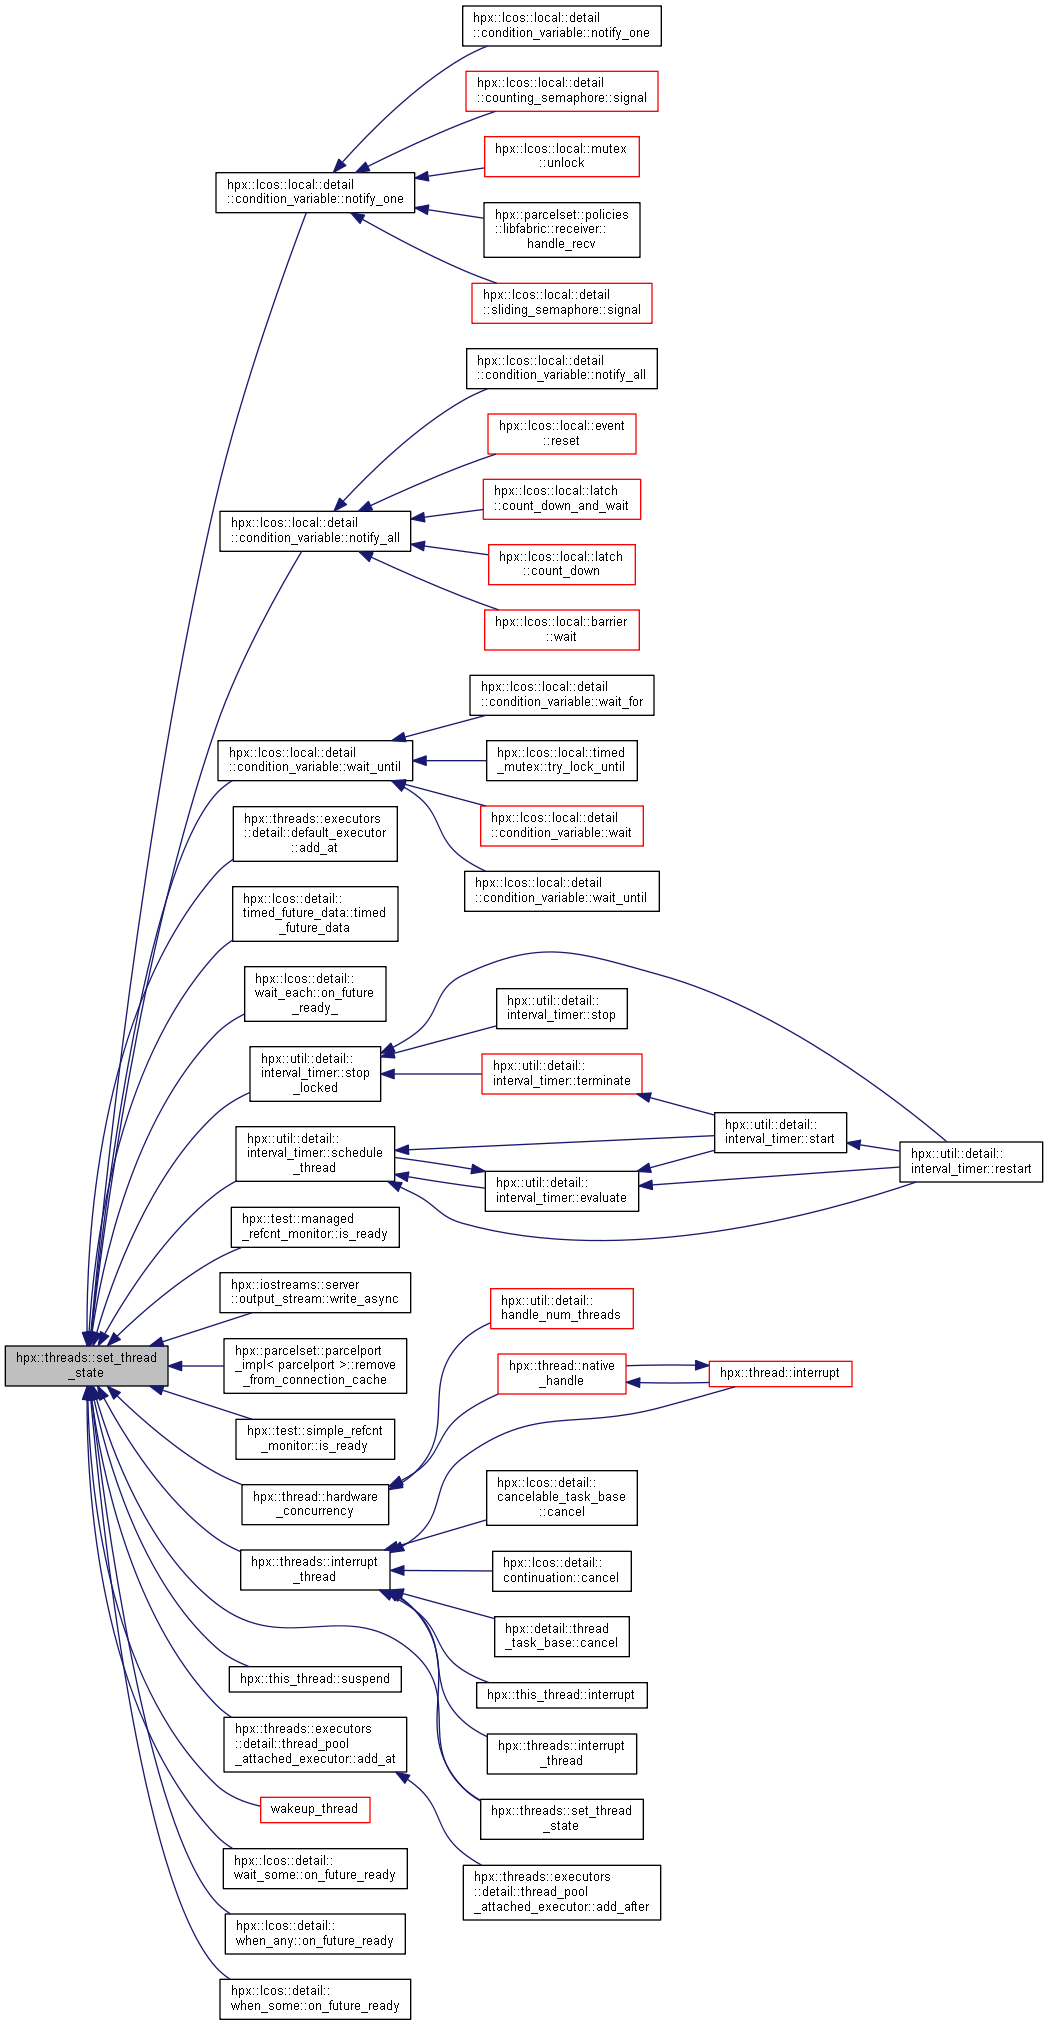 hpx::lcos::local::detail
::condition_variable::notify_one
hpx::lcos::local::detail
::counting_semaphore::signal
hpx::lcos::local::mutex
::unlock
hpx::lcos::local::detail
::condition_variable::notify_one
hpx::parcelset::policies
::libfabric::receiver::
handle_recv
hpx::lcos::local::detail
::sliding_semaphore::signal
hpx::lcos::local::detail
::condition_variable::notify_all
hpx::lcos::local::event
::reset
hpx::lcos::local::latch
::count_down_and_wait
hpx::lcos::local::detail
::condition_variable::notify_all
hpx::lcos::local::latch
::count_down
hpx::lcos::local::barrier
::wait
hpx::lcos::local::detail
::condition_variable::wait_for
hpx::lcos::local::detail
::condition_variable::wait_until
hpx::lcos::local::timed
_mutex::try_lock_until
hpx::lcos::local::detail
::condition_variable::wait
hpx::threads::executors
::detail::default_executor
::add_at
hpx::lcos::local::detail
::condition_variable::wait_until
hpx::lcos::detail::
timed_future_data::timed
_future_data
hpx::lcos::detail::
wait_each::on_future
_ready_
hpx::util::detail::
interval_timer::stop
hpx::util::detail::
interval_timer::stop
_locked
hpx::util::detail::
interval_timer::terminate
hpx::util::detail::
interval_timer::start
hpx::util::detail::
interval_timer::schedule
_thread
hpx::util::detail::
interval_timer::restart
hpx::util::detail::
interval_timer::evaluate
hpx::test::managed
_refcnt_monitor::is_ready
hpx::iostreams::server
::output_stream::write_async
hpx::util::detail::
handle_num_threads
hpx::threads::set_thread
_state
hpx::parcelset::parcelport
_impl< parcelport >::remove
_from_connection_cache
hpx::thread::native
_handle
hpx::thread::interrupt
hpx::test::simple_refcnt
_monitor::is_ready
hpx::thread::hardware
_concurrency
hpx::lcos::detail::
cancelable_task_base
::cancel
hpx::threads::interrupt
_thread
hpx::lcos::detail::
continuation::cancel
hpx::detail::thread
_task_base::cancel
hpx::this_thread::suspend
hpx::this_thread::interrupt
hpx::threads::executors
::detail::thread_pool
_attached_executor::add_at
hpx::threads::interrupt
_thread
wakeup_thread
hpx::threads::set_thread
_state
hpx::lcos::detail::
wait_some::on_future_ready
hpx::threads::executors
::detail::thread_pool
_attached_executor::add_after
hpx::lcos::detail::
when_any::on_future_ready
hpx::lcos::detail::
when_some::on_future_ready